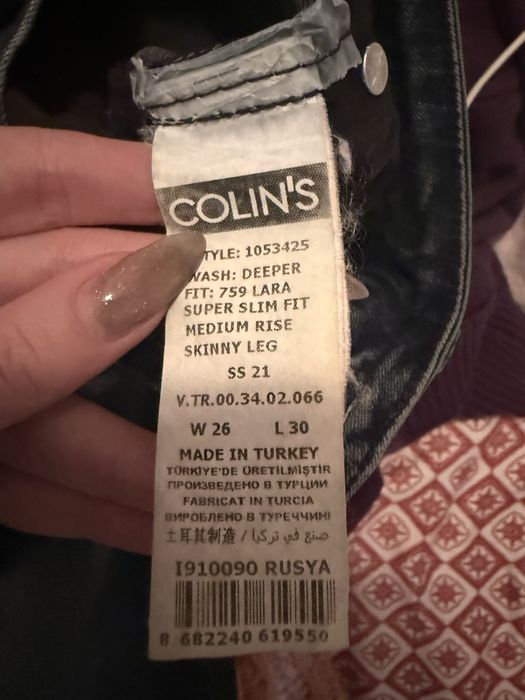 COLIN'S
TYLE: 1053425
WASH: DEEPER
FIT: 759 LARA
SUPER SLIM FIT
MEDIUM RISE
SKINNY LEG
SS 21
V.TR.00.34.02.066
W 26 L 30
MADE IN TURKEY
TÜRKİYE'DE ÜRETİLMİŞTİR
ПРОИЗВЕДЕНО В ТУРЦИИ
FABRICAT IN TURCIA
ВИРОБЛЕНО В ТУРЕЧЧИНІ
土耳其制造 / صنع في تركيا
I910090 RUSYA
8 682240 619550